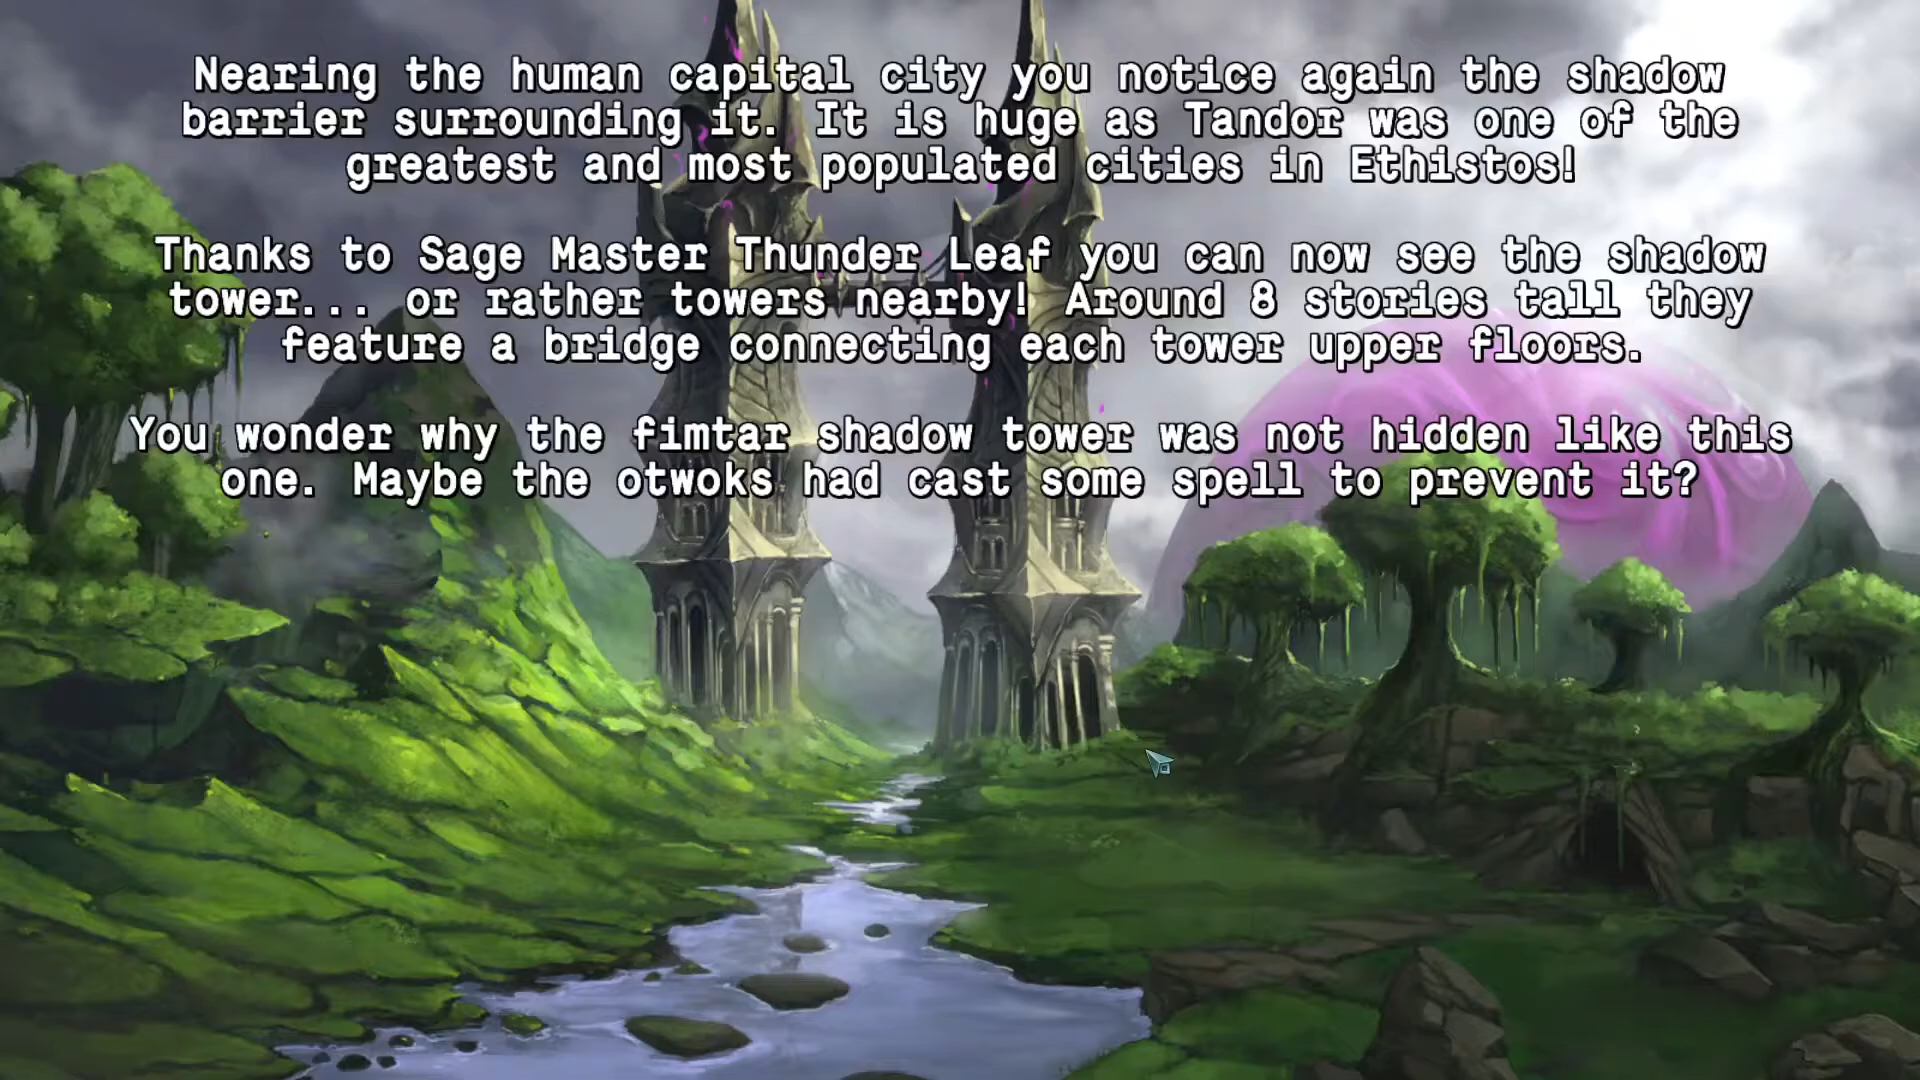 Nearing the human capital city you notice again the shadow
barrier surrounding it. It is huge as Tandor was one of the
greatest and most populated cities in Ethistos!
Thanks to Sage Master Thunder Leaf you can now see the shadow
tower... or rather towers nearby! Around 8 stories tall they
feature a bridge connecting each tower upper floors.
You wonder why the fimtar shadow tower was not hidden like this
one. Maybe the otwoks had cast some spell to prevent it?